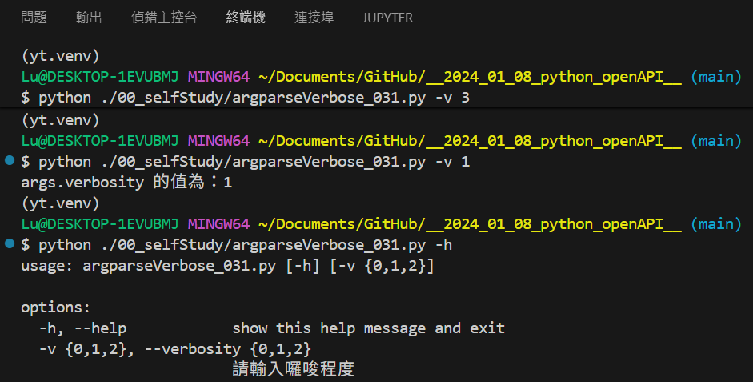 問題 輸出 偵錯主控台 終端機 連接埠 JUPYTER
(yt.venv)
Lu@DESKTOP-1EVUBMJ MINGW64 ~/Documents/GitHub/__2024_01_08_python_openAPI__ (main)
$ python ./00_selfStudy/argparseVerbose_031.py -v 3
(yt.venv)
Lu@DESKTOP-1EVUBMJ MINGW64 ~/Documents/GitHub/__2024_01_08_python_openAPI__ (main)
$ python ./00_selfStudy/argparseVerbose_031.py -v 1
args.verbosity 的值為：1
(yt.venv)
Lu@DESKTOP-1EVUBMJ MINGW64 ~/Documents/GitHub/__2024_01_08_python_openAPI__ (main)
$ python ./00_selfStudy/argparseVerbose_031.py -h
usage: argparseVerbose_031.py [-h] [-v {0,1,2}]
options:
-h, --help show this help message and exit
-v {0,1,2}, --verbosity {0,1,2}
請輸入囉唆程度